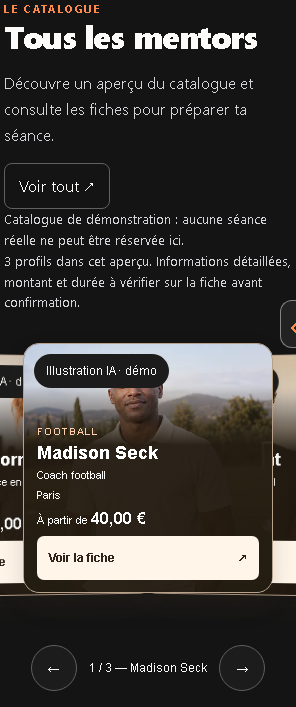 LE CATALOGUE
Tous les mentors
Découvre un aperçu du catalogue et
consulte les fiches pour préparer ta
séance.
Voir tout ↗
Catalogue de démonstration : aucune séance
réelle ne peut être réservée ici.
3 profils dans cet aperçu. Informations détaillées,
montant et durée à vérifier sur la fiche avant
confirmation.
Illustration IA · démo
FOOTBALL
Madison Seck
Coach football
Paris
À partir de 40,00 €
Voir la fiche ↗
← 1 / 3 — Madison Seck →